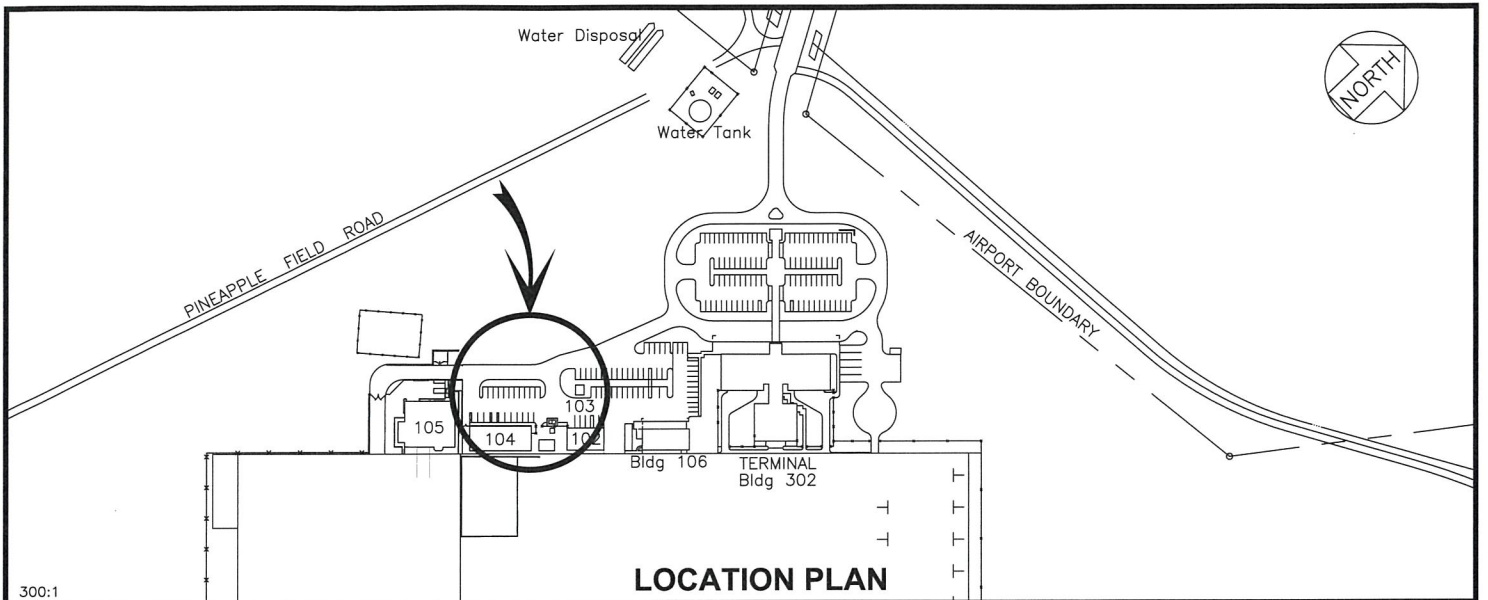 Water Disposal
NORTH
Water Tank
PINEAPPLE FIELD ROAD
AIRPORT BOUNDARY
103
105
104
102
Bldg 106
TERMINAL
Bldg 302
LOCATION PLAN
300:1